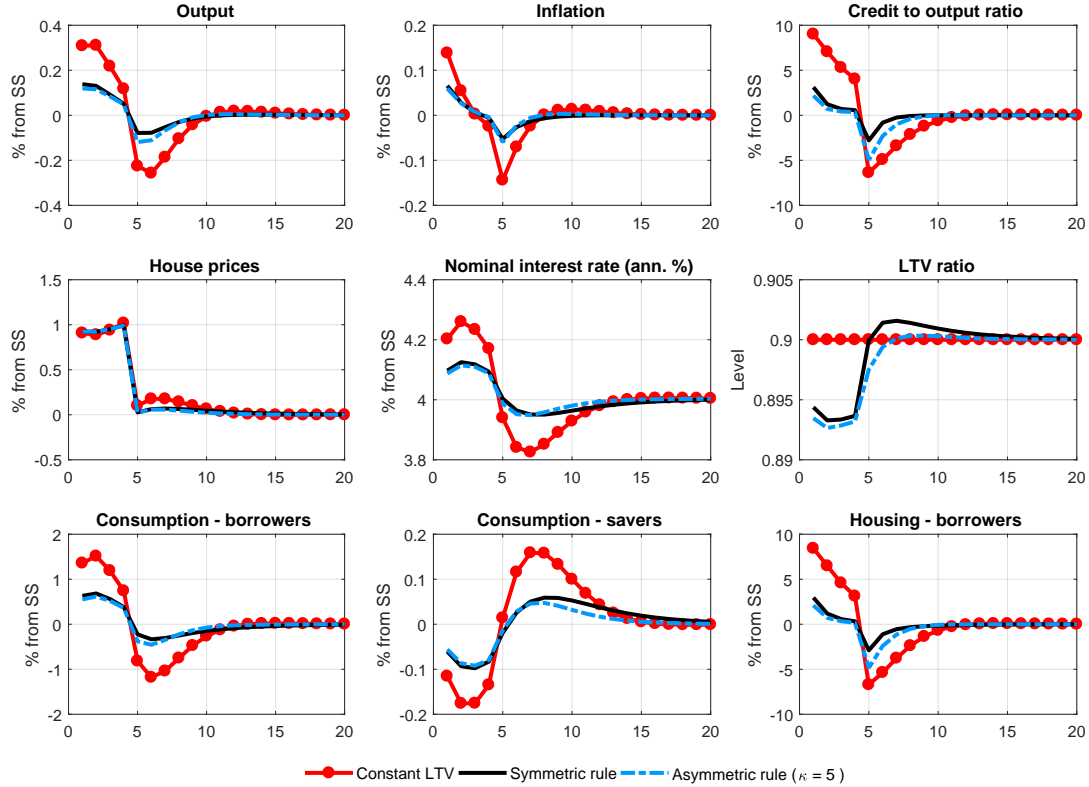 Output
Inflation
Credit to output ratio
% from SS
0.4
0.2
0
-0.2
-0.4
0 5 10 15 20
% from SS
0.2
0.1
0
0.1
-0.2
0 5 10 15 20
% from SS
10
5
0
-5
-10
0 5 10 15 20
House prices
Nominal interest rate (ann. %)
LTV ratio
% from SS
1.5
1
0.5
0
-0.5
0 5 10 15 20
% from SS
4.4
4.2
4
3.8
0 5 10 15 20
Level
0.905
0.9
0.895
0.89
0 5 10 15 20
Consumption - borrowers
Consumption - savers
Housing - borrowers
% from SS
2
1
0
-1
-2
0 5 10 15 20
% from SS
0.2
0.1
0
-0.1
-0.2
0 5 10 15 20
% from SS
10
5
0
-5
-10
0 5 10 15 20
Constant LTV Symmetric rule Asymmetric rule ( κ = 5 )